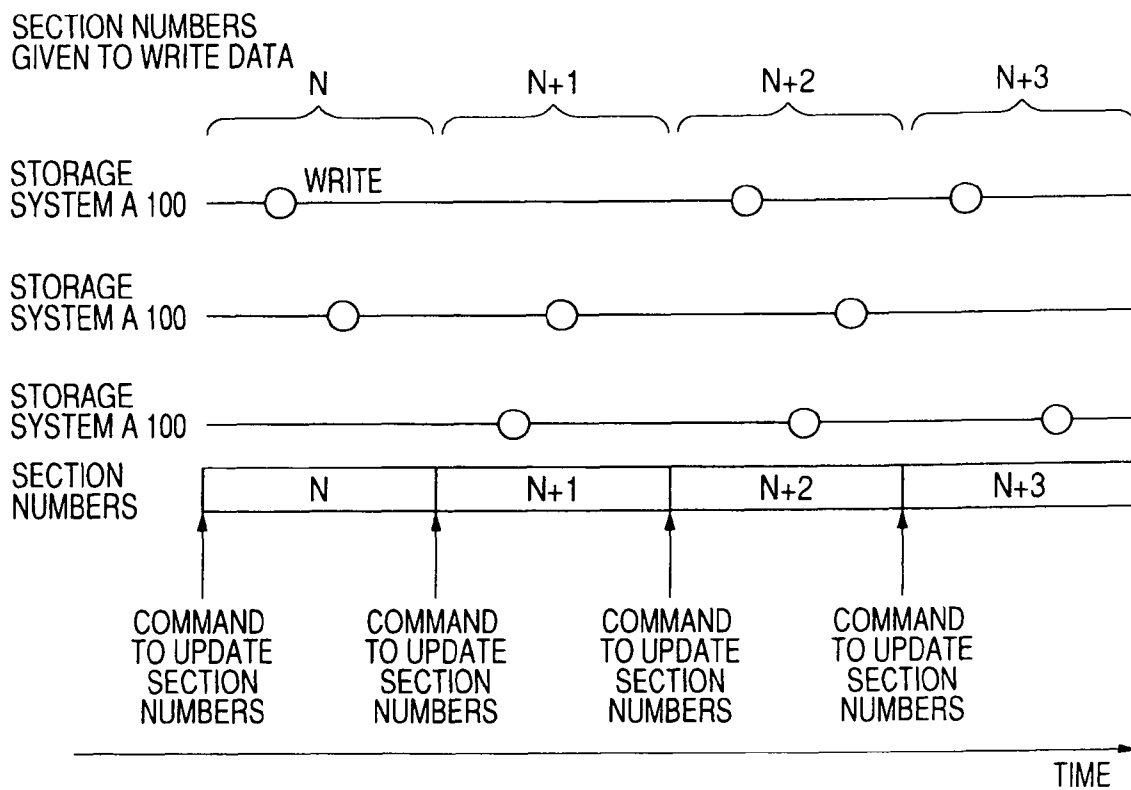 SECTION NUMBERS
GIVEN TO WRITE DATA
N N+1 N+2 N+3
STORAGE
SYSTEM A 100
WRITE
STORAGE
SYSTEM A 100
STORAGE
SYSTEM A 100
SECTION
NUMBERS
N N+1 N+2 N+3
COMMAND COMMAND COMMAND COMMAND
TO UPDATE TO UPDATE TO UPDATE TO UPDATE
SECTION SECTION SECTION SECTION
NUMBERS NUMBERS NUMBERS NUMBERS
TIME